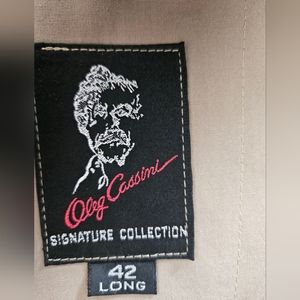 Oleg Cassini
SIGNATURE COLLECTION
42
LONG